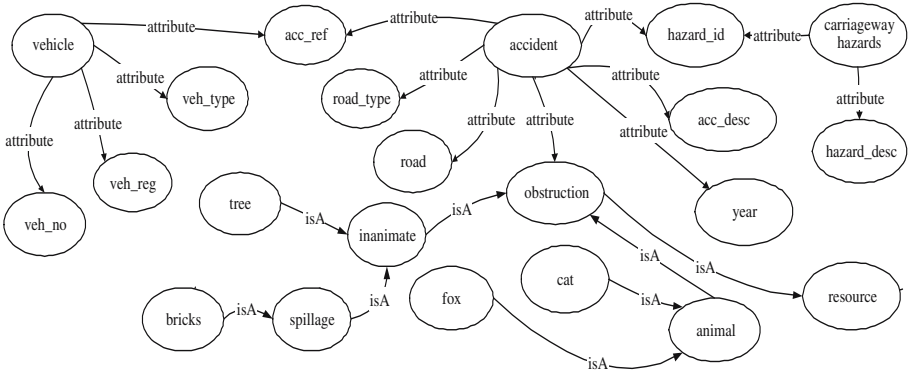 attribute
attribute
attribute
vehicle
acc_ref
accident
hazard_id
attribute
carriageway
hazards
attribute
attribute
attribute
veh_type
road_type
attribute
acc_desc
attribute
attribute
attribute
attribute
attribute
hazard_desc
road
veh_reg
obstruction
tree
isA
isA
year
veh_no
inanimate
isA
isA
cat
isA
fox
isA
resource
bricks
isA
spillage
isA
animal
isA